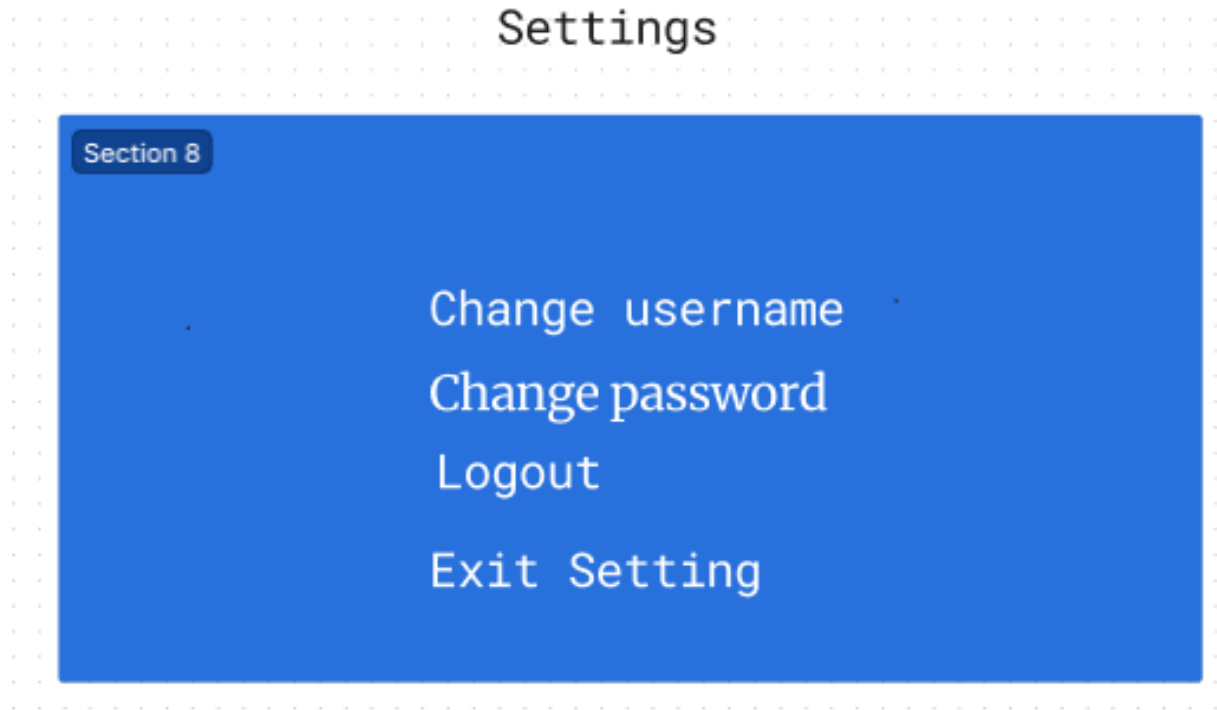 Settings
Section 8
Change username
Change password
Logout
Exit Setting